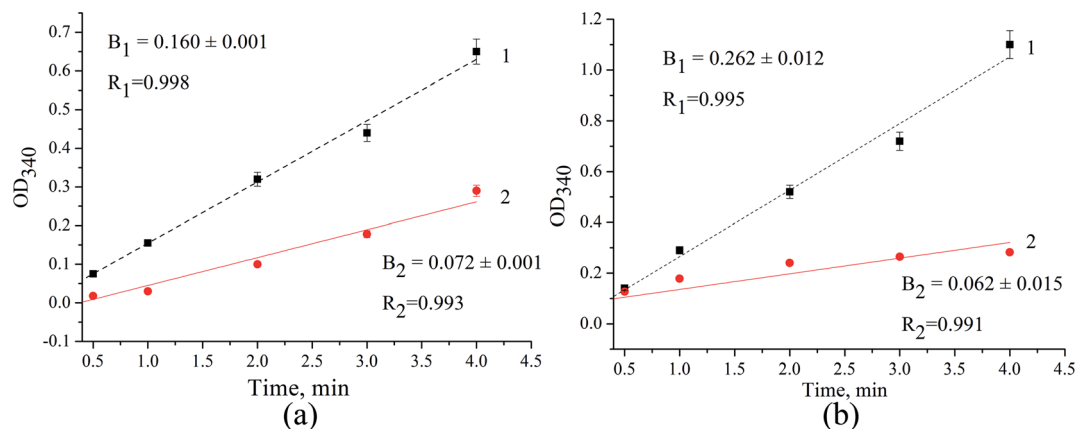 0.7
0.6
0.5
0.4
0.3
0.2
0.1
0.0
-0.1
OD340
B1 = 0.160 ± 0.001
R1=0.998
1
2
B2 = 0.072 ± 0.001
R2=0.993
0.5 1.0 1.5 2.0 2.5 3.0 3.5 4.0 4.5
Time, min
(a)
1.2
1.0
0.8
0.6
0.4
0.2
0.0
OD340
B1 = 0.262 ± 0.012
R1=0.995
1
2
B2 = 0.062 ± 0.015
R2=0.991
0.5 1.0 1.5 2.0 2.5 3.0 3.5 4.0 4.5
Time, min
(b)